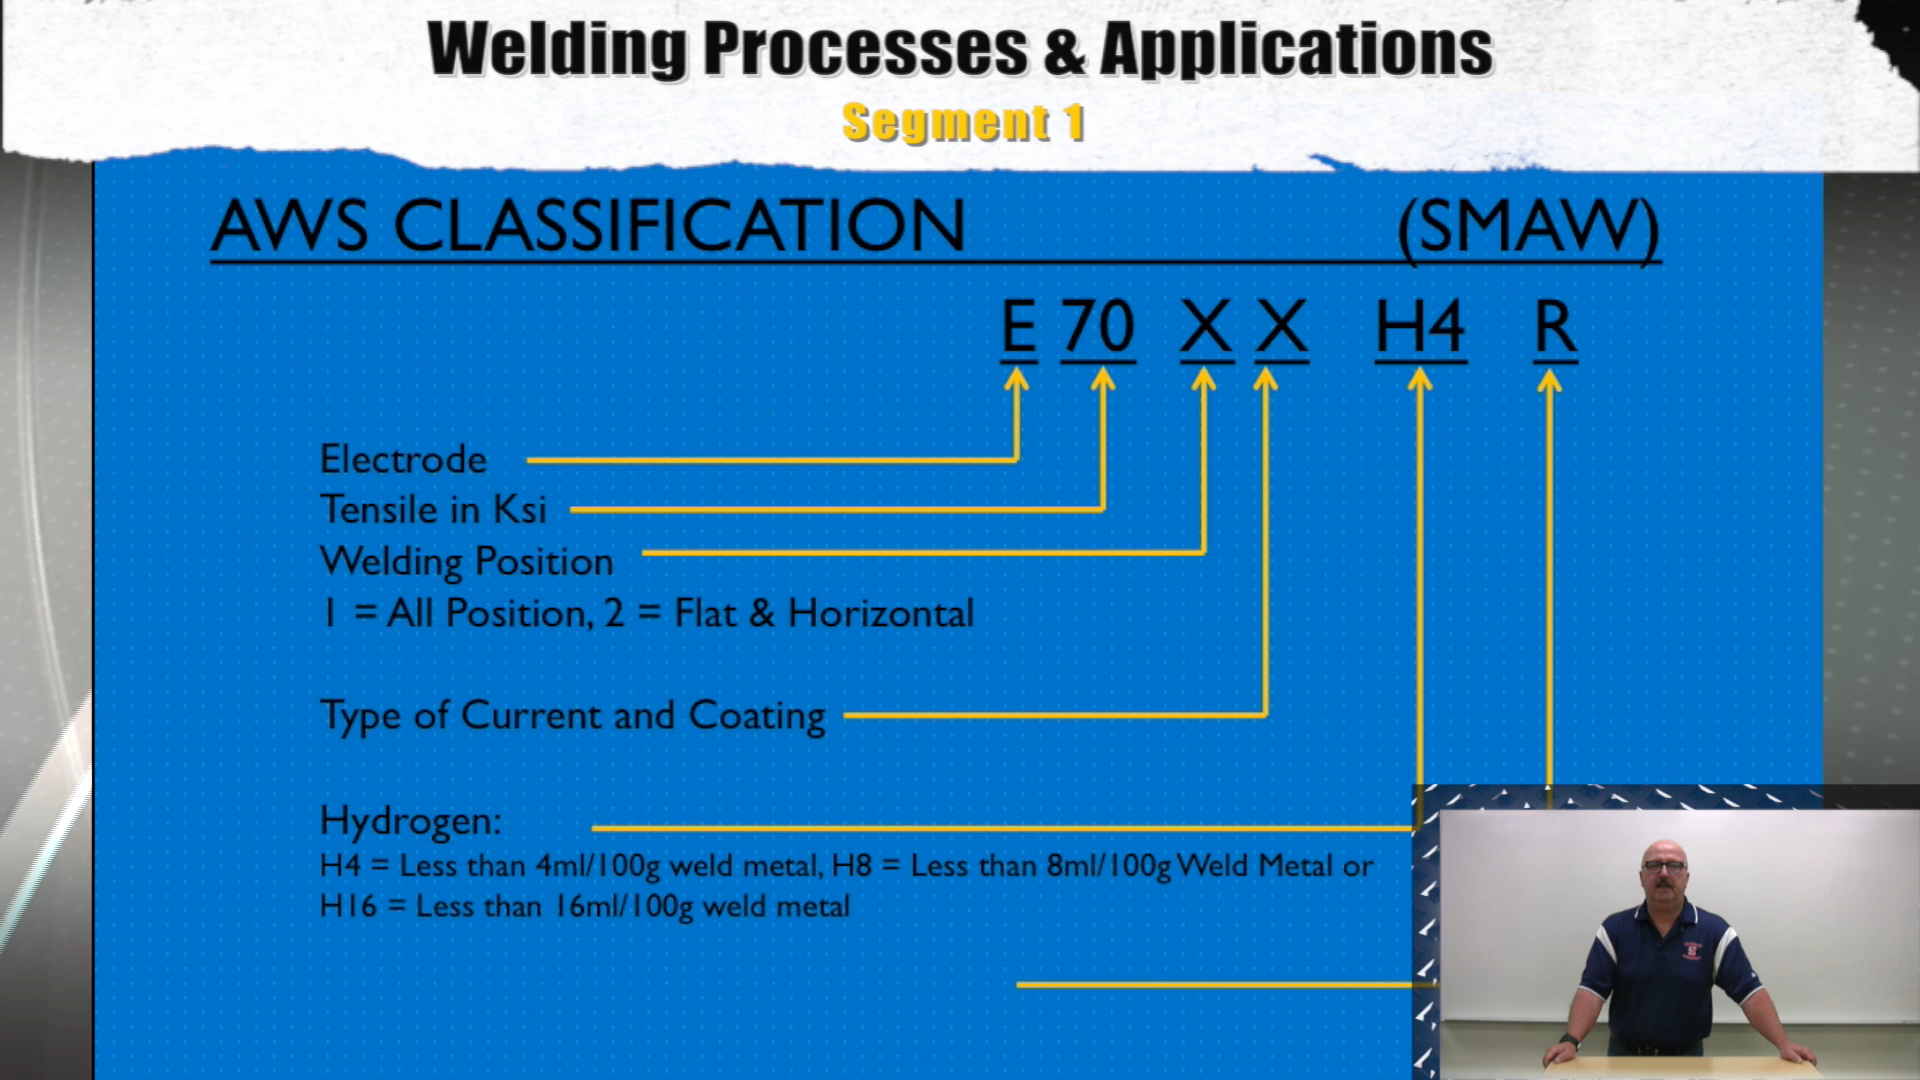 Welding Processes & Applications
Segment 1
AWS CLASSIFICATION (SMAW)
E 70 X X H4 R
Electrode
Tensile in Ksi
Welding Position
1 = All Position, 2 = Flat & Horizontal
Type of Current and Coating
Hydrogen:
H4 = Less than 4ml/100g weld metal, H8 = Less than 8ml/100g Weld Metal or
H16 = Less than 16ml/100g weld metal